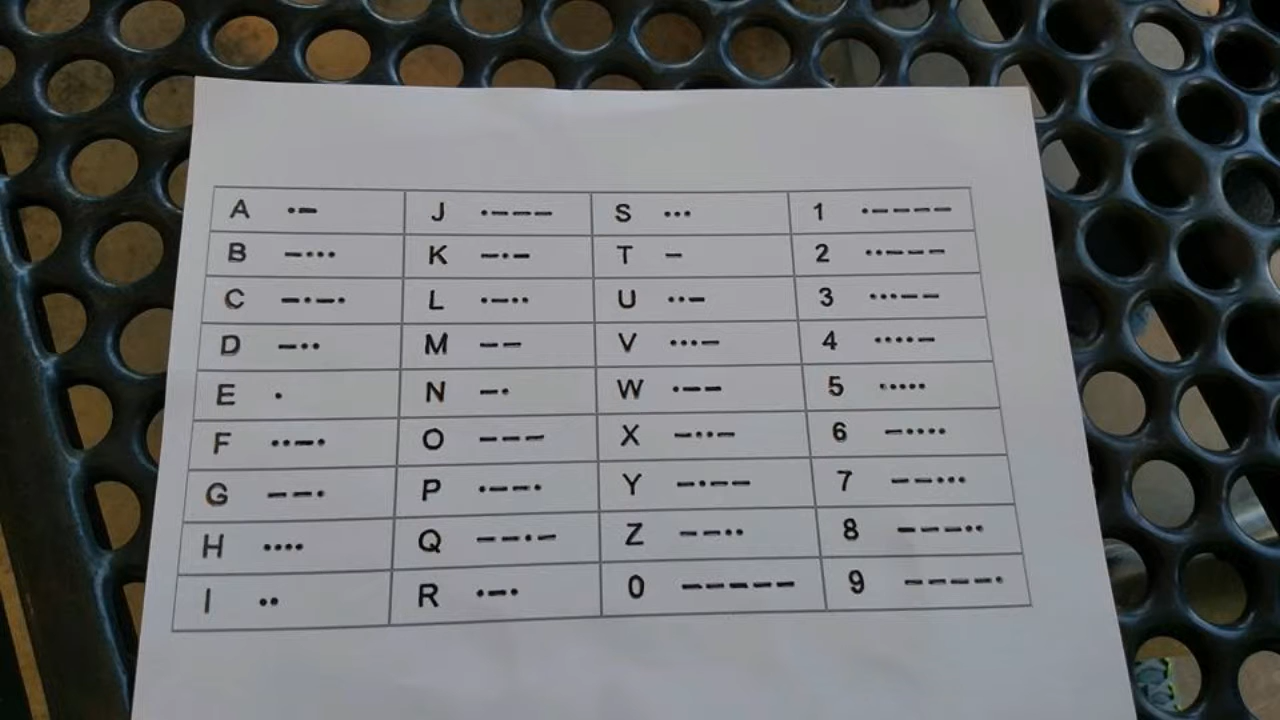 A ·– J ·––– S ··· 1 ·––––
B –··· K –·– T – 2 ··–––
C –·–· L ·–·· U ··– 3 ···––
D –·· M –– V ···– 4 ····–
E · N –· W ·–– 5 ·····
F ··–· O ––– X –··– 6 –····
G ––· P ·––· Y –·–– 7 ––···
H ···· Q ––·– Z ––·· 8 –––··
I ·· R ·–· 0 ––––– 9 ––––·